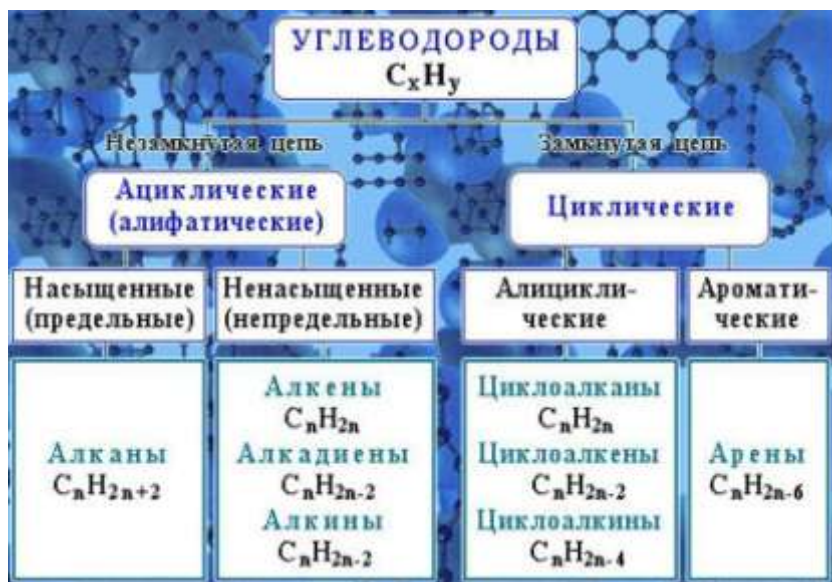 УГЛЕВОДОРОДЫ
CxHy
Незамкнутая цепь
Замкнутая цепь
Ациклические
(алифатические)
Циклические
Насыщенные
(предельные)
Ненасыщенные
(непредельные)
Алицикли-
ческие
Аромати-
ческие
Алканы
CnH2n+2
Алкены
CnH2n
Алкадиены
CnH2n-2
Алкины
CnH2n-2
Циклоалканы
CnH2n
Циклоалкены
CnH2n-2
Циклоалкины
CnH2n-4
Арены
CnH2n-6